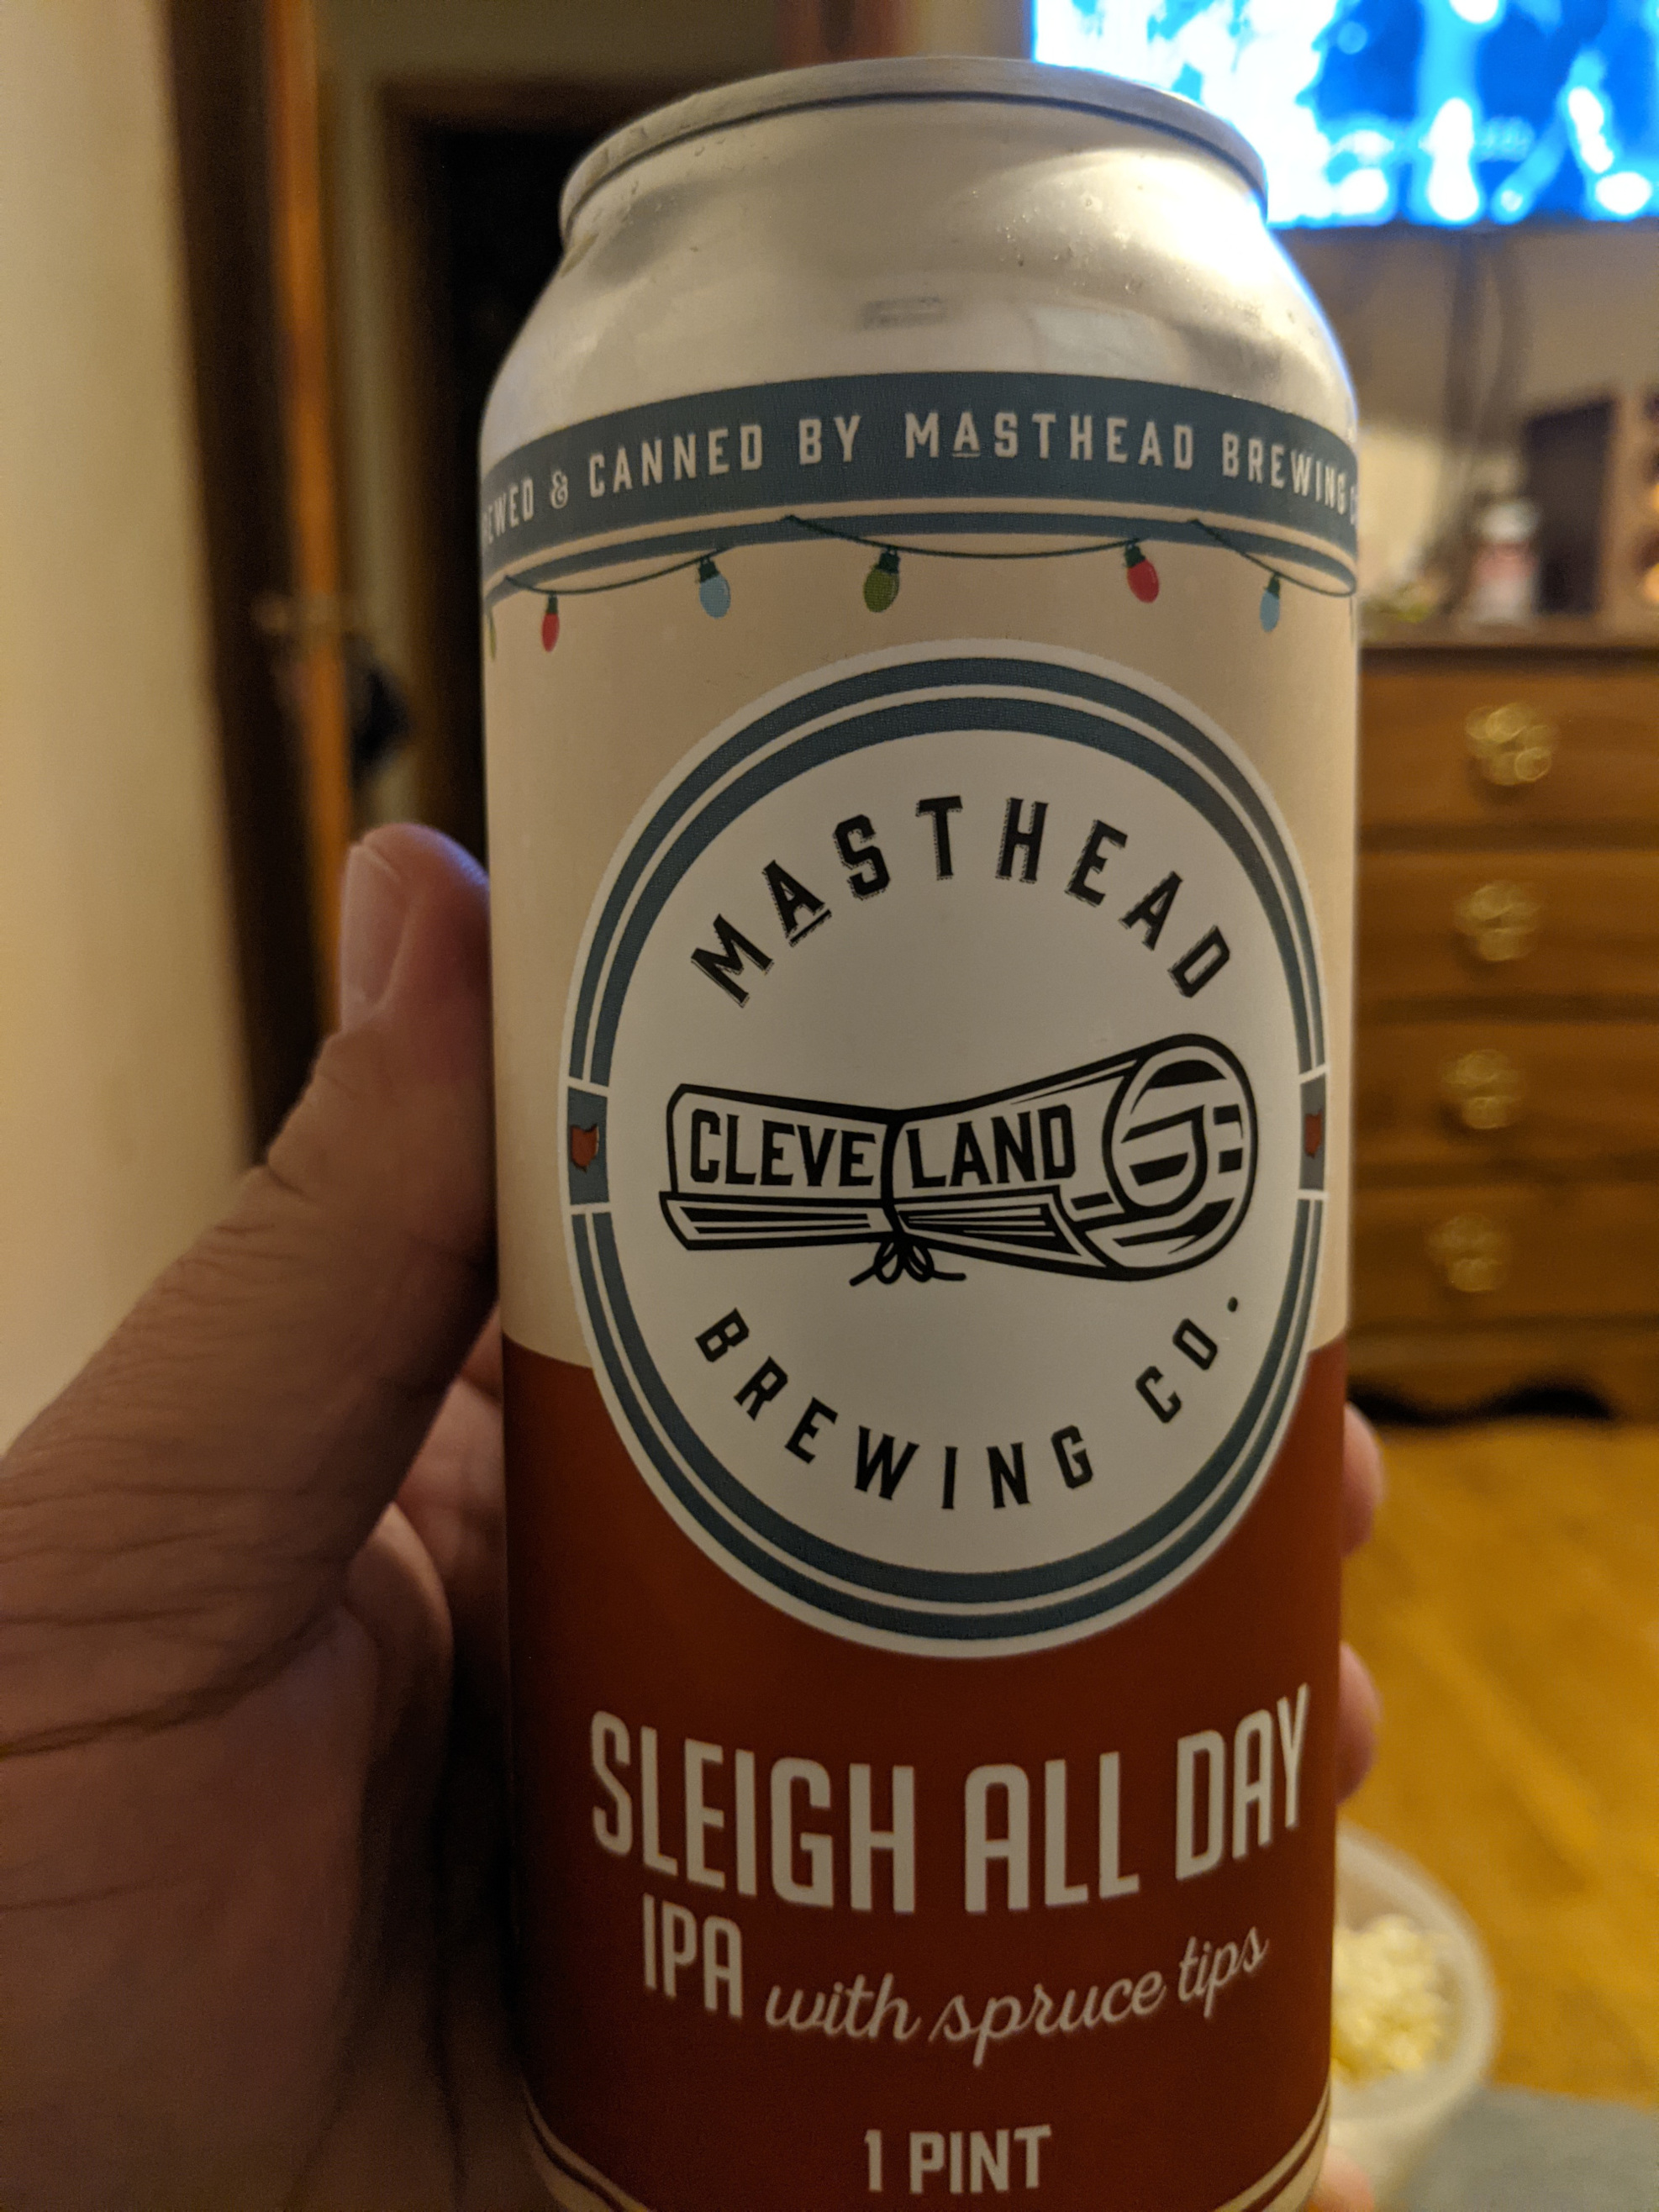 & CANNED BY MASTHEAD BREWING
MASTHEAD
CLEVELAND
BREWING CO.
SLEIGH ALL DAY
IPA with spruce tips
1 PINT